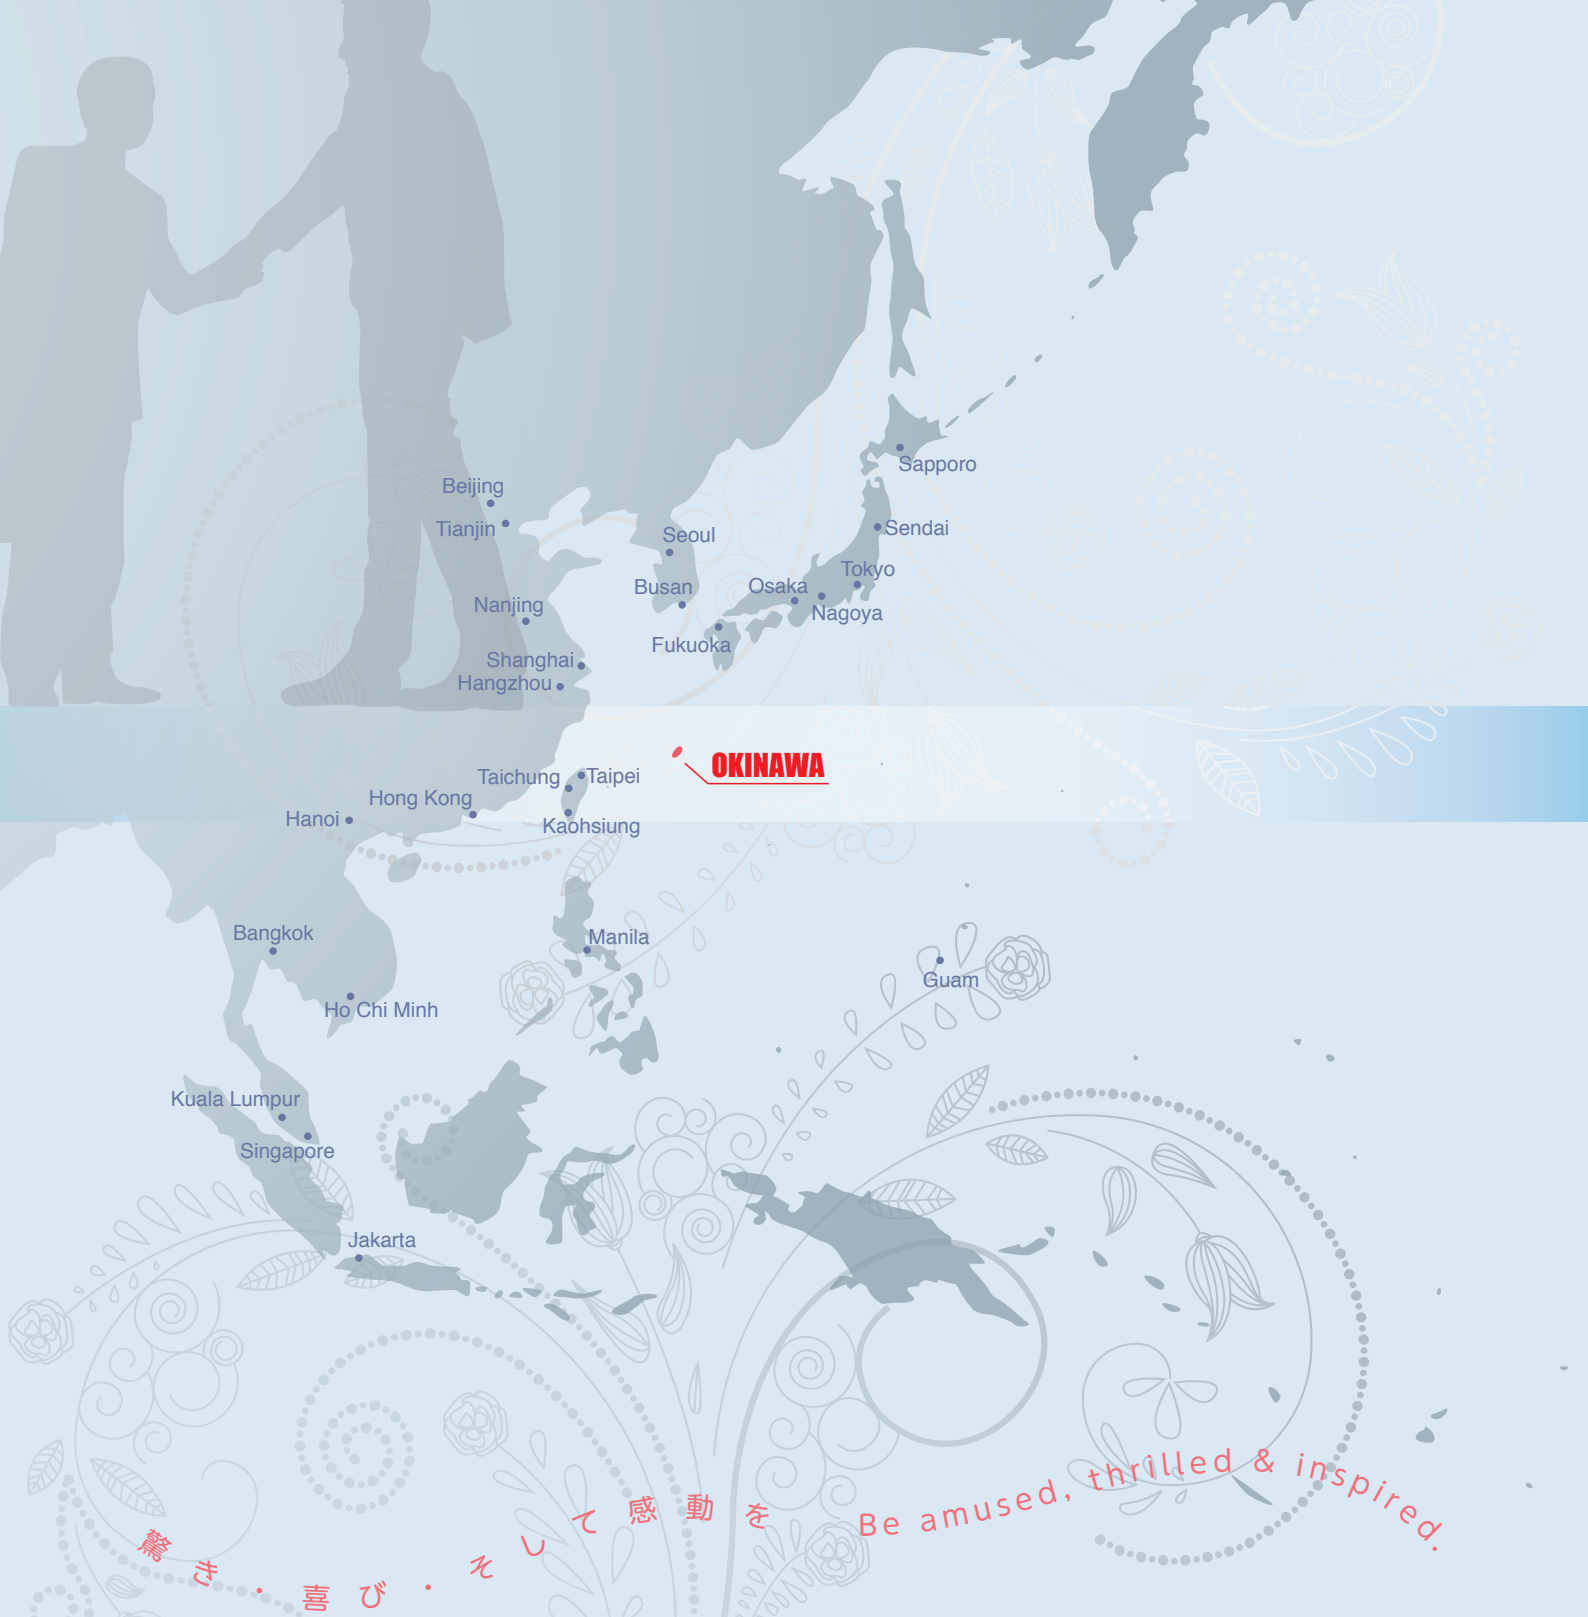 Sapporo
Beijing
Tianjin
Seoul
Sendai
Tokyo
Busan
Osaka
Nagoya
Nanjing
Fukuoka
Shanghai
Hangzhou
OKINAWA
Taichung
Taipei
Hong Kong
Hanoi
Kaohsiung
Bangkok
Manila
Guam
Ho Chi Minh
Kuala Lumpur
Singapore
Jakarta
驚き・喜び・そして感動を
Be amused, thrilled & inspired.